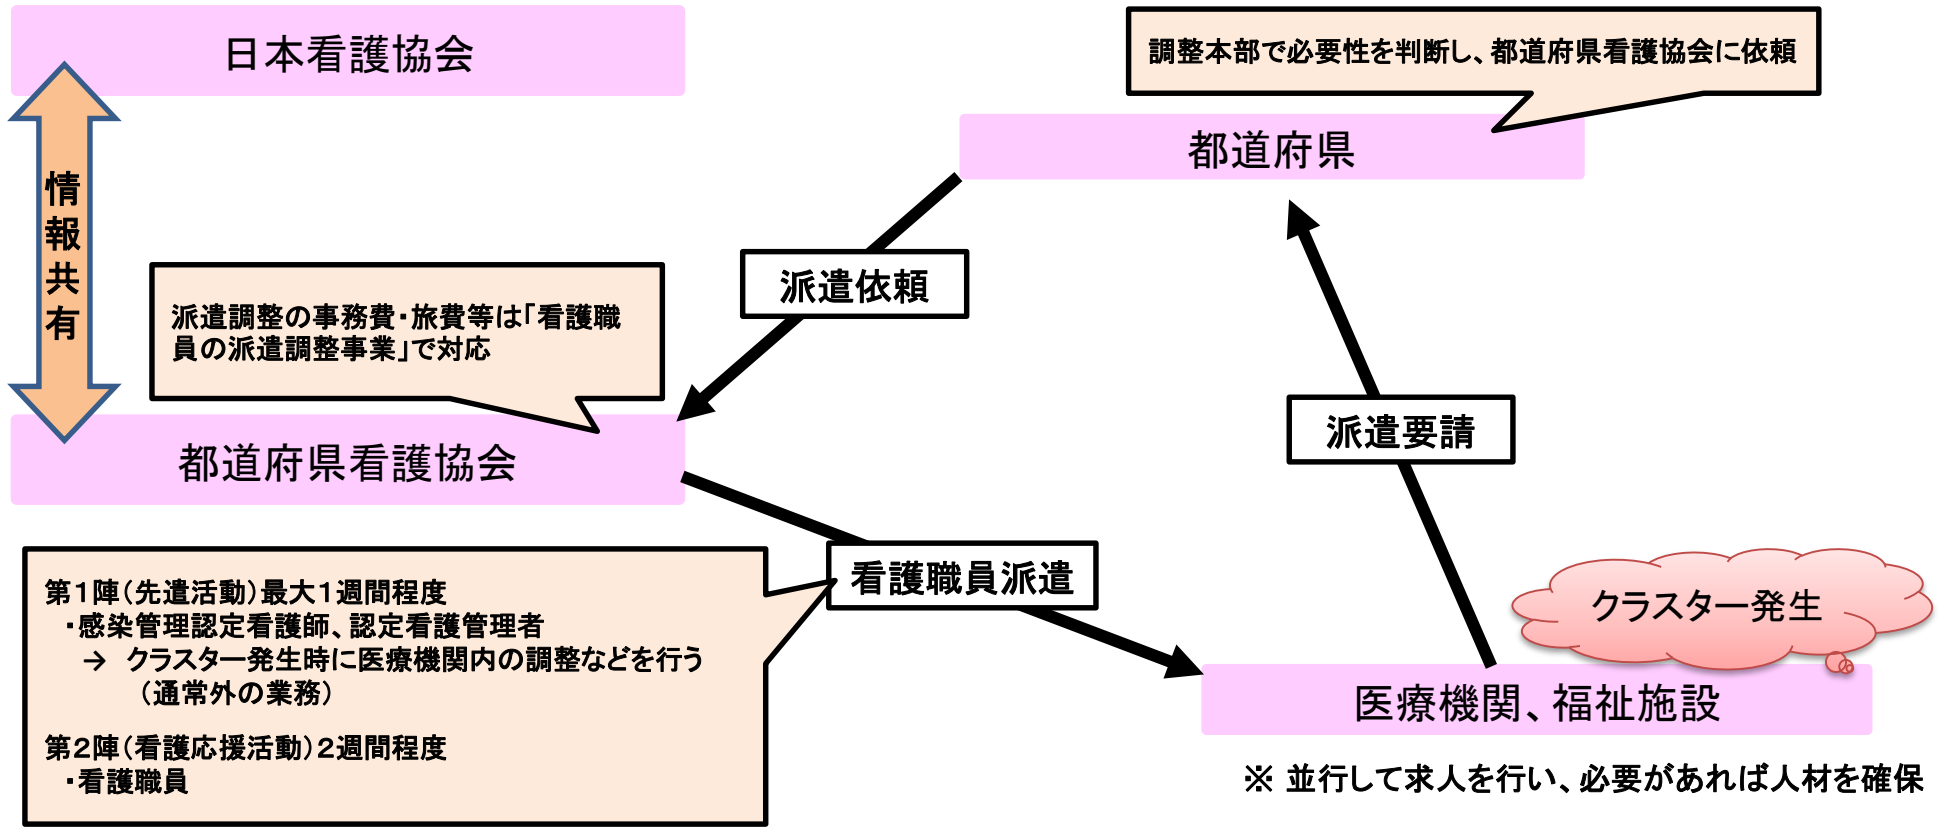 日本看護協会
調整本部で必要性を判断し、都道府県看護協会に依頼
都道府県
情報共有
派遣依頼
派遣調整の事務費・旅費等は「看護職
員の派遣調整事業」で対応
派遣要請
都道府県看護協会
看護職員派遣
クラスター発生
第１陣（先遣活動）最大１週間程度
・感染管理認定看護師、認定看護管理者
→　クラスター発生時に医療機関内の調整などを行う
（通常外の業務）
第２陣（看護応援活動）２週間程度
・看護職員
医療機関、福祉施設
※ 並行して求人を行い、必要があれば人材を確保